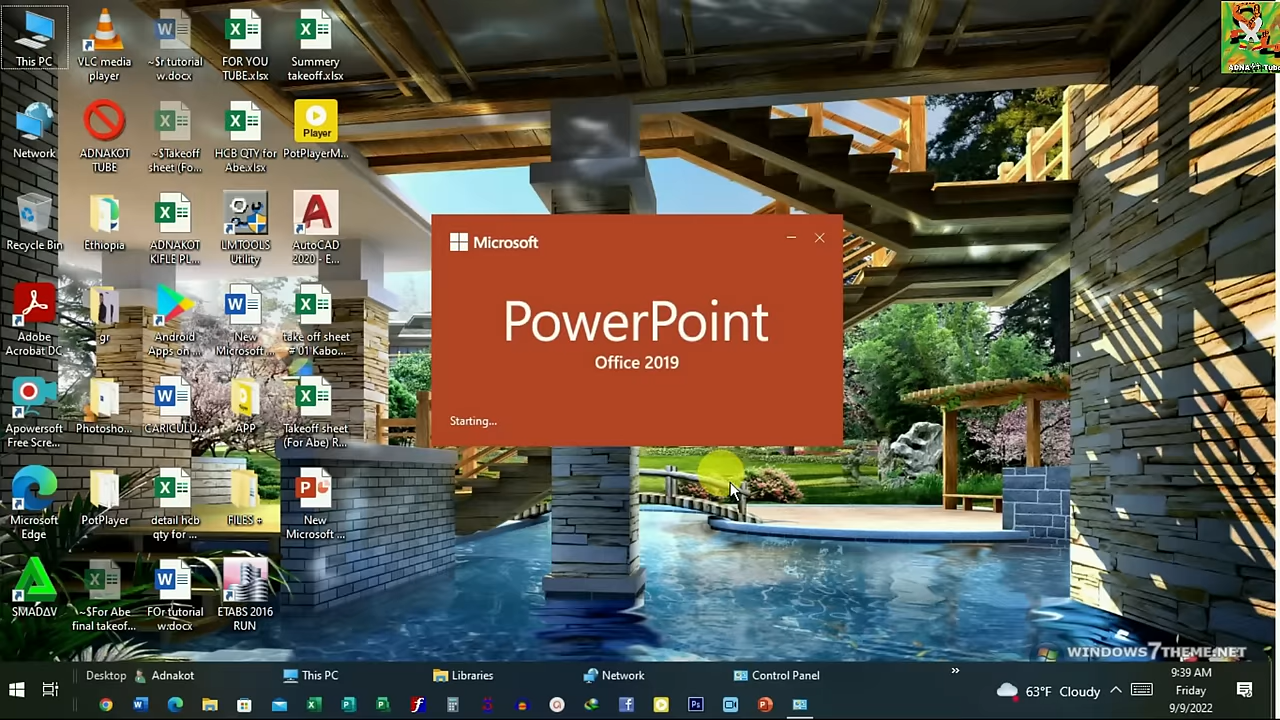 This PC
VLC media
player
~$r tutorial
w.docx
FOR YOU
TUBE.xlsx
Summery
takeoff.xlsx
Network
ADNAKOT
TUBE
~$Takeoff
sheet (Fo...
HCB QTY for
Abe.xlsx
Player
PotPlayerM...
Recycle Bin
Ethiopia
ADNAKOT
KIFLE PL...
LMTOOLS
Utility
AutoCAD
2020 - E...
Adobe
Acrobat DC
gr
Android
Apps on ...
New
Microsoft ...
take off sheet
# 01 Kabo...
Apowersoft
Free Scre...
Photosho...
CARICULU...
APP
Takeoff sheet
(For Abe) R...
Microsoft
Edge
PotPlayer
detail hcb
qty for ...
FILES +
New
Microsoft ...
SMADΔV
~$For Abe
final takeof...
FOr tutorial
w.docx
ETABS 2016
RUN
Microsoft
PowerPoint
Office 2019
Starting...
WINDOWS7THEME.NET
Desktop
Adnakot
This PC
Libraries
Network
Control Panel
63°F Cloudy
9:39 AM
Friday
9/9/2022